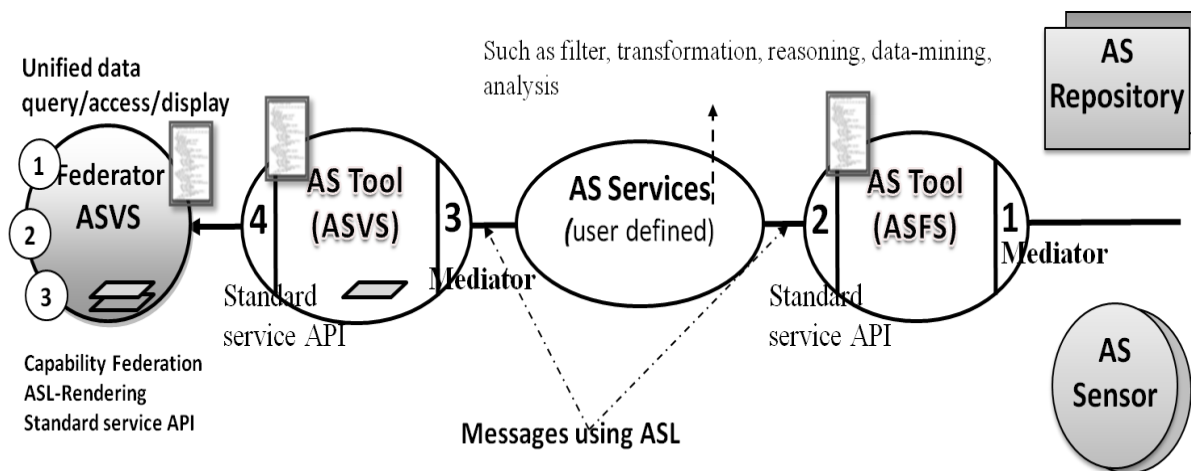 Such as filter, transformation, reasoning, data-mining,
analysis
Unified data
query/access/display
1
Federator
ASVS
2
3
4
AS Tool
(ASVS)
3
Mediator
Standard
service API
AS Services
(user defined)
2
AS Tool
(ASFS)
1
Mediator
Standard
service API
AS
Repository
AS
Sensor
Capability Federation
ASL-Rendering
Standard service API
Messages using ASL